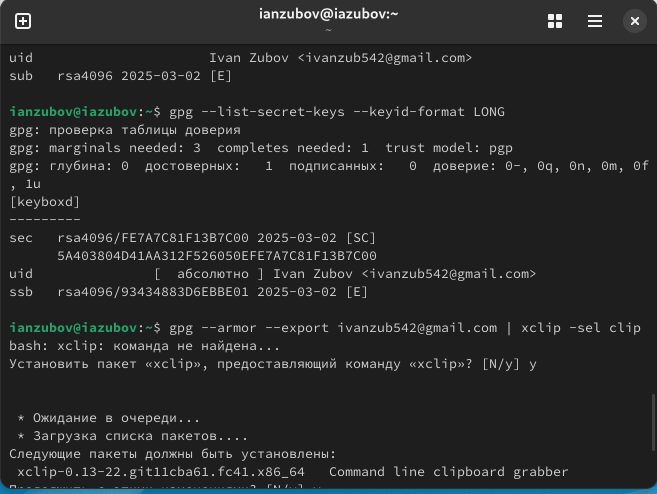 ianzubov@iazubov:~
~
uid                      Ivan Zubov <ivanzub542@gmail.com>
sub   rsa4096 2025-03-02 [E]
ianzubov@iazubov:~$ gpg --list-secret-keys --keyid-format LONG
gpg: проверка таблицы доверия
gpg: marginals needed: 3  completes needed: 1  trust model: pgp
gpg: глубина: 0  достоверных:   1  подписанных:   0  доверие: 0-, 0q, 0n, 0m, 0f
, 1u
[keyboxd]
---------
sec   rsa4096/FE7A7C81F13B7C00 2025-03-02 [SC]
      5A403804D41AA312F526050EFE7A7C81F13B7C00
uid               [  абсолютно ] Ivan Zubov <ivanzub542@gmail.com>
ssb   rsa4096/93434883D6EBBE01 2025-03-02 [E]
ianzubov@iazubov:~$ gpg --armor --export ivanzub542@gmail.com | xclip -sel clip
bash: xclip: команда не найдена...
Установить пакет «xclip», предоставляющий команду «xclip»? [N/y] y
 * Ожидание в очереди...
 * Загрузка списка пакетов....
Следующие пакеты должны быть установлены:
 xclip-0.13-22.git11cba61.fc41.x86_64   Command line clipboard grabber
Продолжить с этими изменениями? [N/y] y